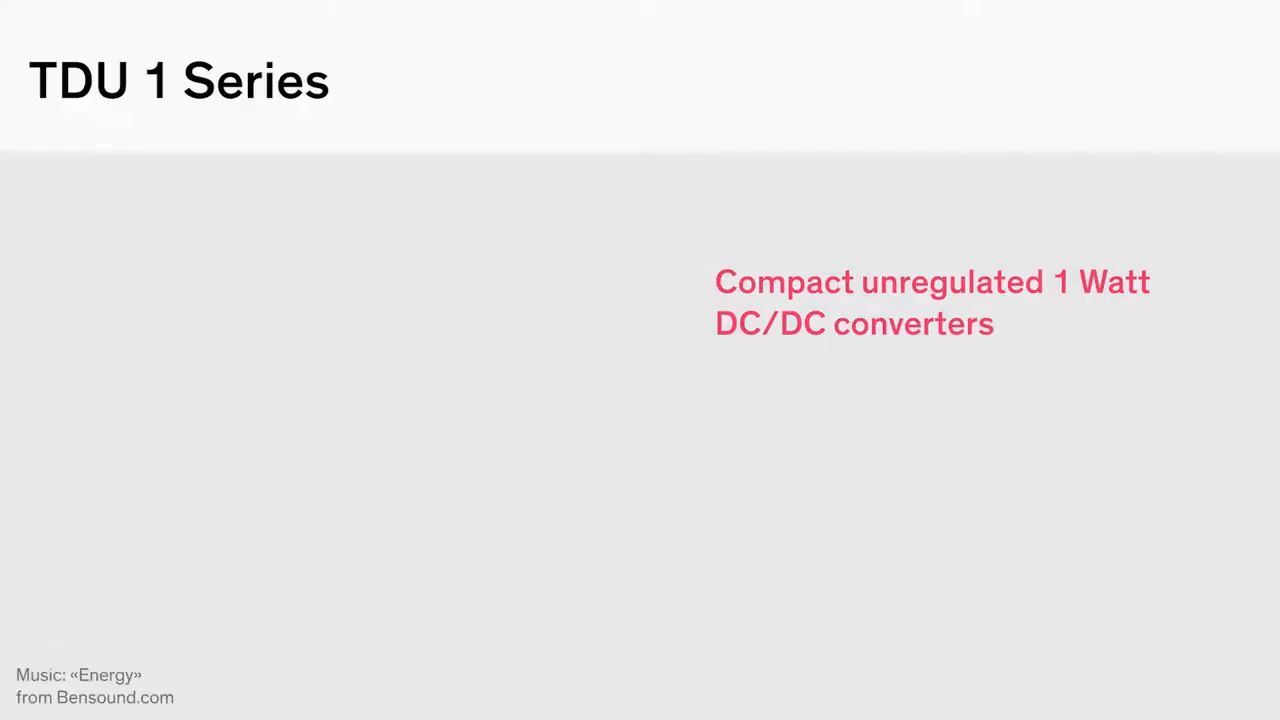 TDU 1 Series
Compact unregulated 1 Watt
DC/DC converters
Music: «Energy»
from Bensound.com